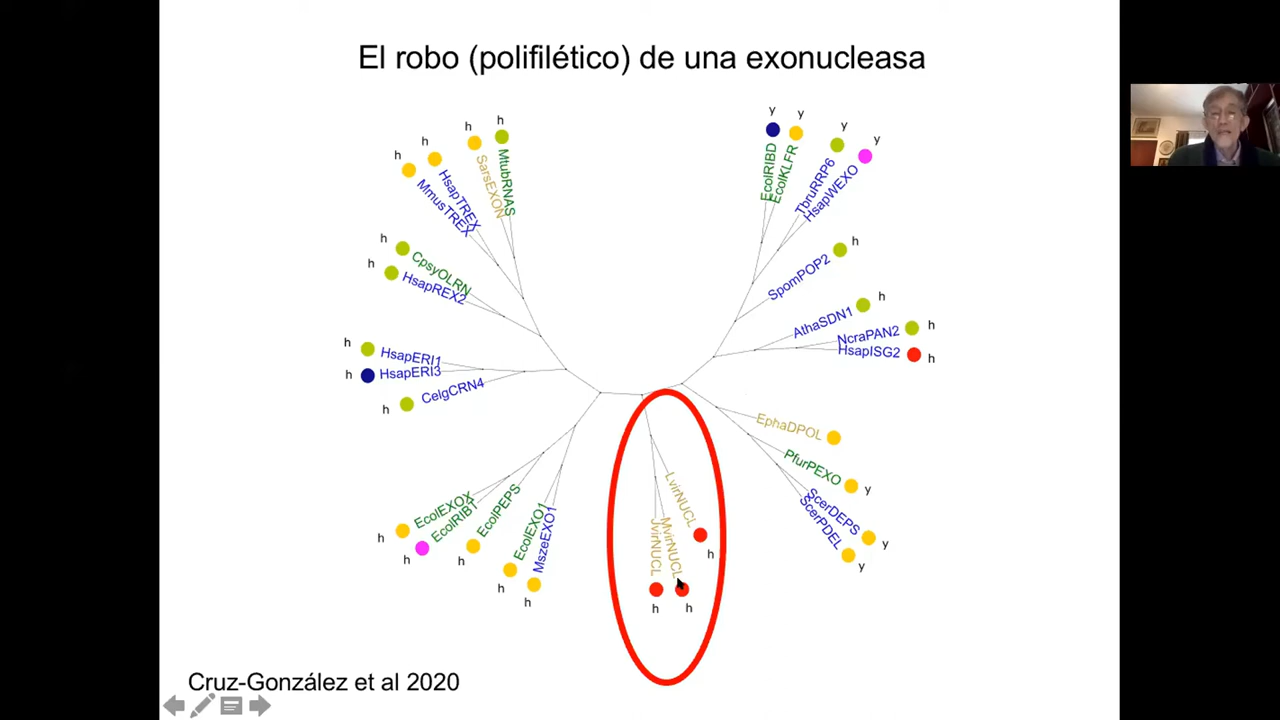 El robo (polifilético) de una exonucleasa
h
h
h
h
MtubRNAS
SarsEXON
HsapTREX
MmusTREX
h
h
CpsyOLRN
HsapREX2
h
h
h
HsapERI1
HsapERI3
CelgCRN4
EcolEXOX
EcolRIBT
EcolPEPS
EcolEXO1
MszeEXO1
h
h
h
h
h
LvirNUCL
MvirNUCL
JvirNUCL
h
h
h
y
y
y
y
EcolRIBD
EcolKLFR
TbruRRP6
HsapWEXO
SpomPOP2
h
AthaSDN1
h
NcraPAN2
h
HsapISG2
h
EphaDPOL
PfurPEXO
y
ScerDEPS
y
ScerPDEL
y
Cruz-González et al 2020